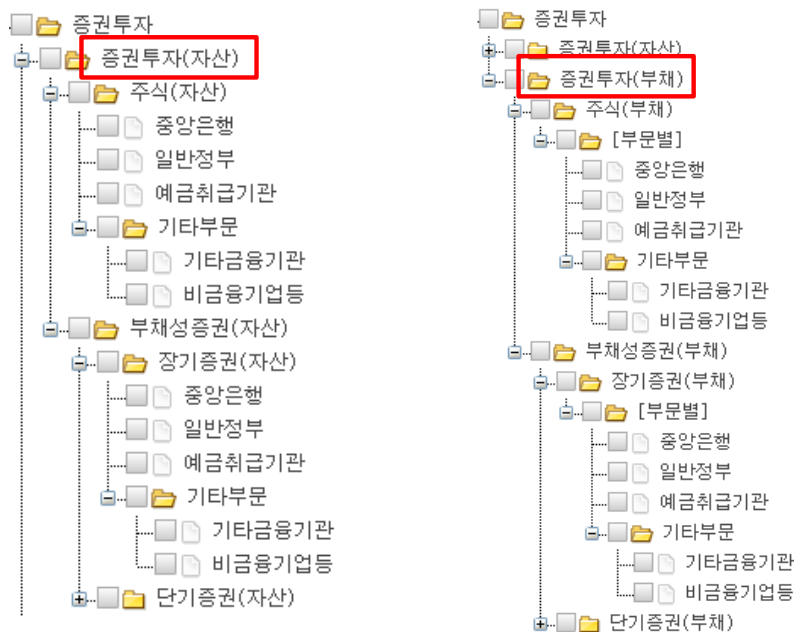 증권투자
증권투자(자산)
주식(자산)
중앙은행
일반정부
예금취급기관
기타부문
기타금융기관
비금융기업등
부채성증권(자산)
장기증권(자산)
중앙은행
일반정부
예금취급기관
기타부문
기타금융기관
비금융기업등
단기증권(자산)
증권투자
증권투자(자산)
증권투자(부채)
주식(부채)
[부문별]
중앙은행
일반정부
예금취급기관
기타부문
기타금융기관
비금융기업등
부채성증권(부채)
장기증권(부채)
[부문별]
중앙은행
일반정부
예금취급기관
기타부문
기타금융기관
비금융기업등
단기증권(부채)